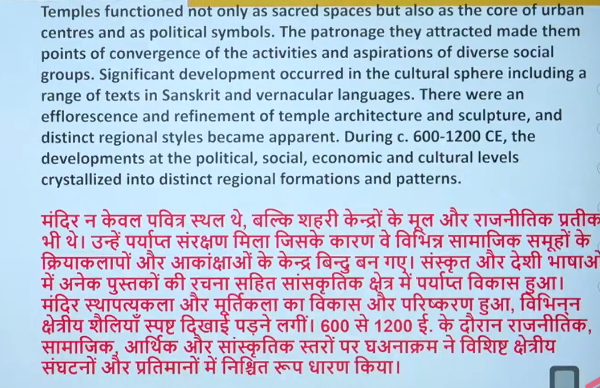 Temples functioned not only as sacred spaces but also as the core of urban
centres and as political symbols. The patronage they attracted made them
points of convergence of the activities and aspirations of diverse social
groups. Significant development occurred in the cultural sphere including a
range of texts in Sanskrit and vernacular languages. There were an
efflorescence and refinement of temple architecture and sculpture, and
distinct regional styles became apparent. During c. 600-1200 CE, the
developments at the political, social, economic and cultural levels
crystallized into distinct regional formations and patterns.
मंदिर न केवल पवित्र स्थल थे, बल्कि शहरी केन्द्रों के मूल और राजनीतिक प्रतीक
भी थे। उन्हें पर्याप्त संरक्षण मिला जिसके कारण वे विभिन्न सामाजिक समूहों के
क्रियाकलापों और आकांक्षाओं के केन्द्र बिन्दु बन गए। संस्कृत और देशी भाषाओं
में अनेक पुस्तकों की रचना सहित सांसकृतिक क्षेत्र में पर्याप्त विकास हुआ।
मंदिर स्थापत्यकला और मूर्तिकला का विकास और परिष्करण हुआ, विभिनन
क्षेत्रीय शैलियाँ स्पष्ट दिखाई पड़ने लगीं। 600 से 1200 ई. के दौरान राजनीतिक,
सामाजिक, आर्थिक और सांस्कृतिक स्तरों पर घअनाक्रम ने विशिष्ट क्षेत्रीय
संघटनों और प्रतिमानों में निश्चित रूप धारण किया।